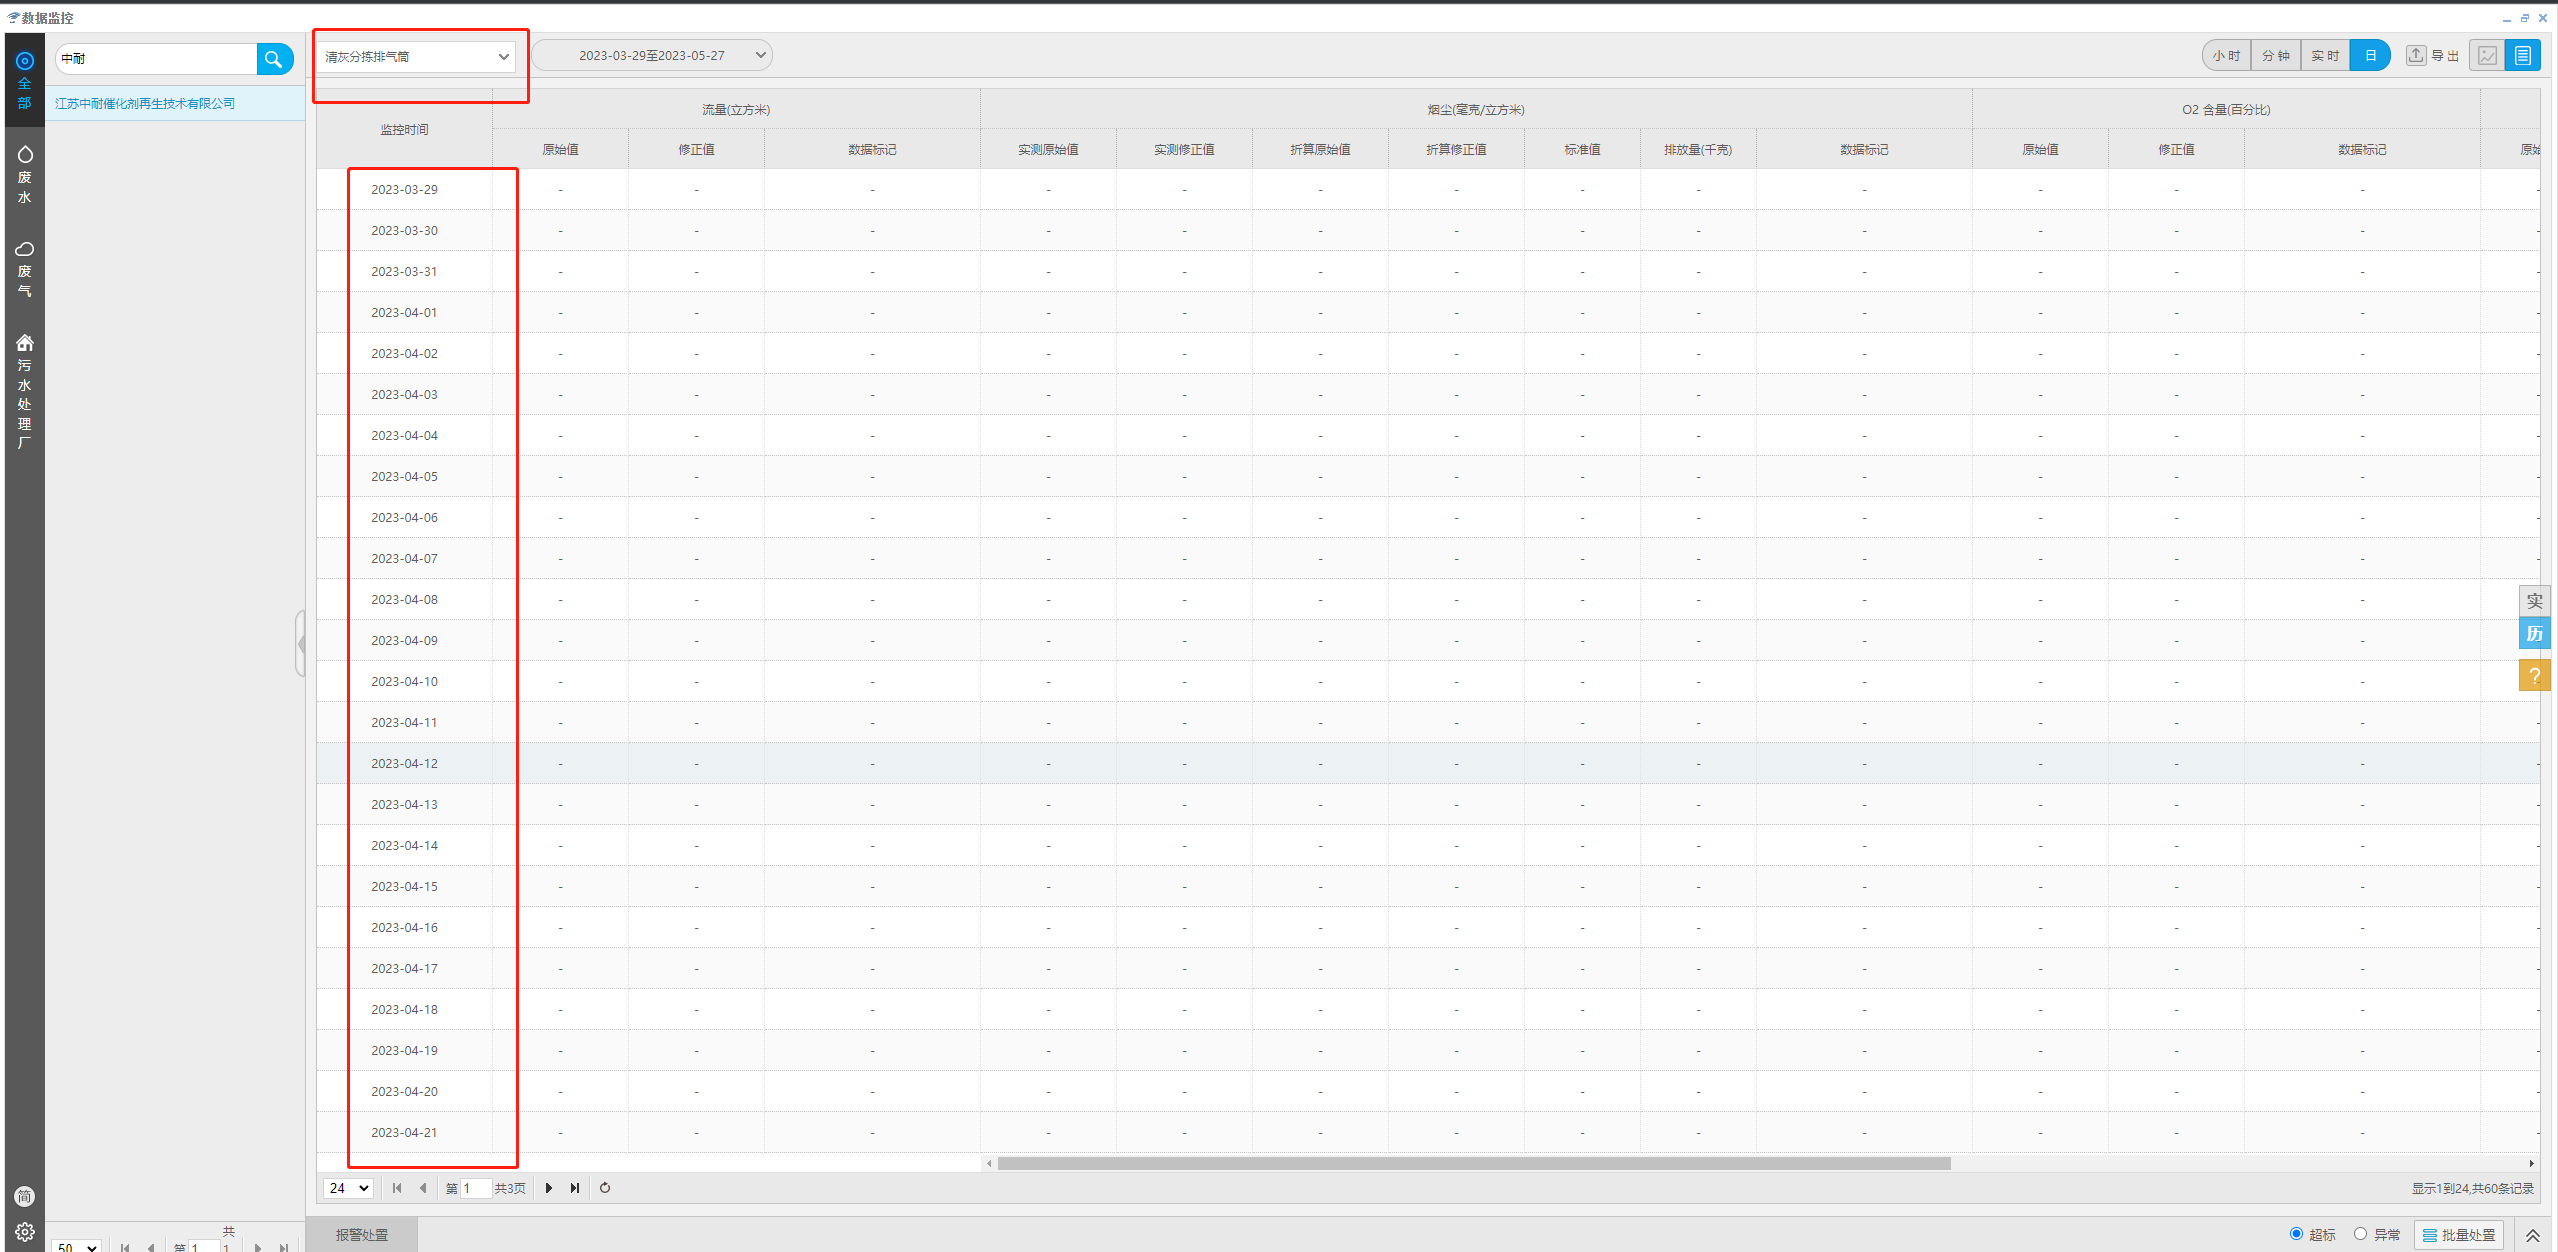 数据监控
全部
废水
废气
污水处理厂
简
中耐
江苏中耐催化剂再生技术有限公司
清灰分拣排气筒
2023-03-29至2023-05-27
小时 分钟 实时 日 导出
监控时间 流量(立方米) 烟尘(毫克/立方米) O2 含量(百分比)
原始值 修正值 数据标记 实测原始值 实测修正值 折算原始值 折算修正值 标准值 排放量(千克) 数据标记 原始值 修正值 数据标记 原始
2023-03-29 - - - - - - - - - - - - - -
2023-03-30 - - - - - - - - - - - - - -
2023-03-31 - - - - - - - - - - - - - -
2023-04-01 - - - - - - - - - - - - - -
2023-04-02 - - - - - - - - - - - - - -
2023-04-03 - - - - - - - - - - - - - -
2023-04-04 - - - - - - - - - - - - - -
2023-04-05 - - - - - - - - - - - - - -
2023-04-06 - - - - - - - - - - - - - -
2023-04-07 - - - - - - - - - - - - - -
2023-04-08 - - - - - - - - - - - - - -
2023-04-09 - - - - - - - - - - - - - -
2023-04-10 - - - - - - - - - - - - - -
2023-04-11 - - - - - - - - - - - - - -
2023-04-12 - - - - - - - - - - - - - -
2023-04-13 - - - - - - - - - - - - - -
2023-04-14 - - - - - - - - - - - - - -
2023-04-15 - - - - - - - - - - - - - -
2023-04-16 - - - - - - - - - - - - - -
2023-04-17 - - - - - - - - - - - - - -
2023-04-18 - - - - - - - - - - - - - -
2023-04-19 - - - - - - - - - - - - - -
2023-04-20 - - - - - - - - - - - - - -
2023-04-21 - - - - - - - - - - - - - -
实
历
?
24 第 1 共3页 显示1到24,共60条记录
50 第 1 共1
报警处置 超标 异常 批量处置